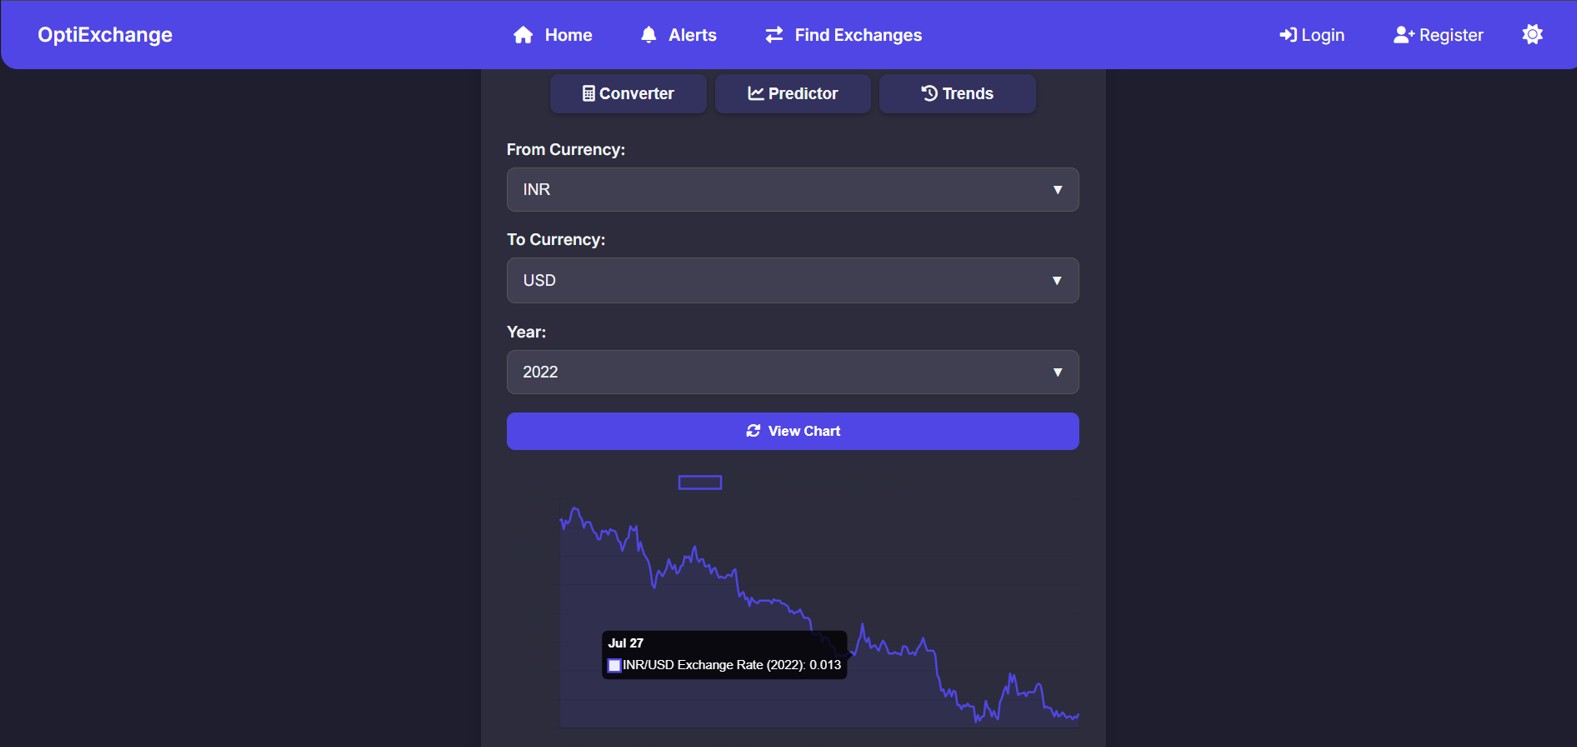 OptiExchange
Home
Alerts
Find Exchanges
Login
Register
Converter
Predictor
Trends
From Currency:
INR
To Currency:
USD
Year:
2022
View Chart
Jul 27
INR/USD Exchange Rate (2022): 0.013